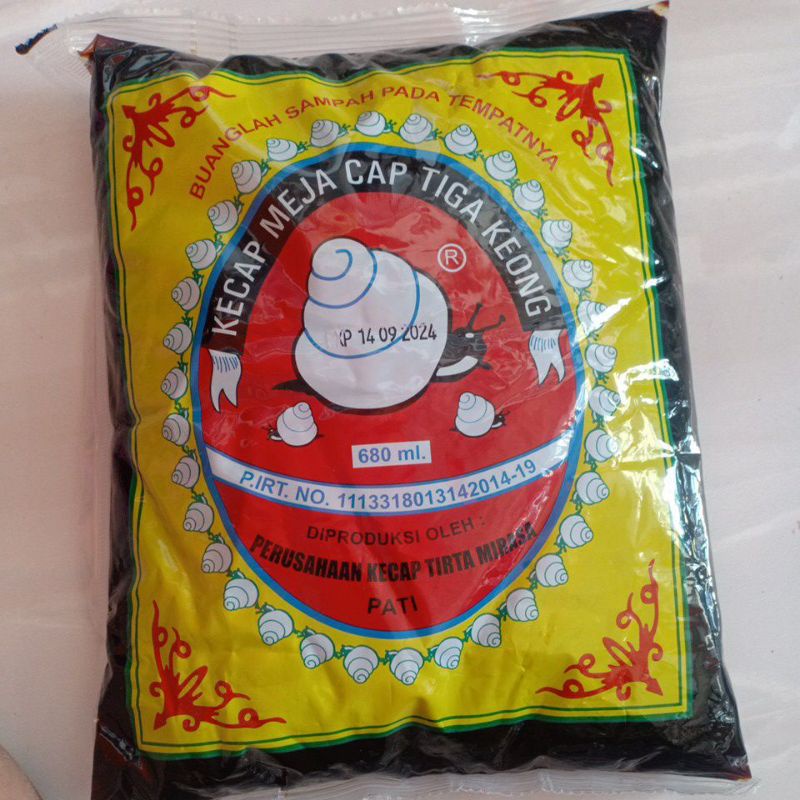 BUANGLAH SAMPAH PADA TEMPATNYA
KECAP MEJA CAP TIGA KEONG
®
XP 14 09 2024
680 ml.
P.IRT. NO. 1113318013142014-19
DIPRODUKSI OLEH :
PERUSAHAAN KECAP TIRTA MIRASA
PATI